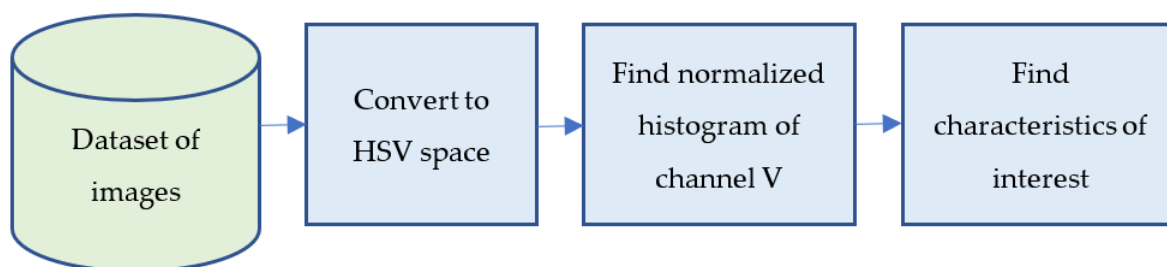 Dataset of
images
Convert to
HSV space
Find normalized
histogram of
channel V
Find
characteristics of
interest